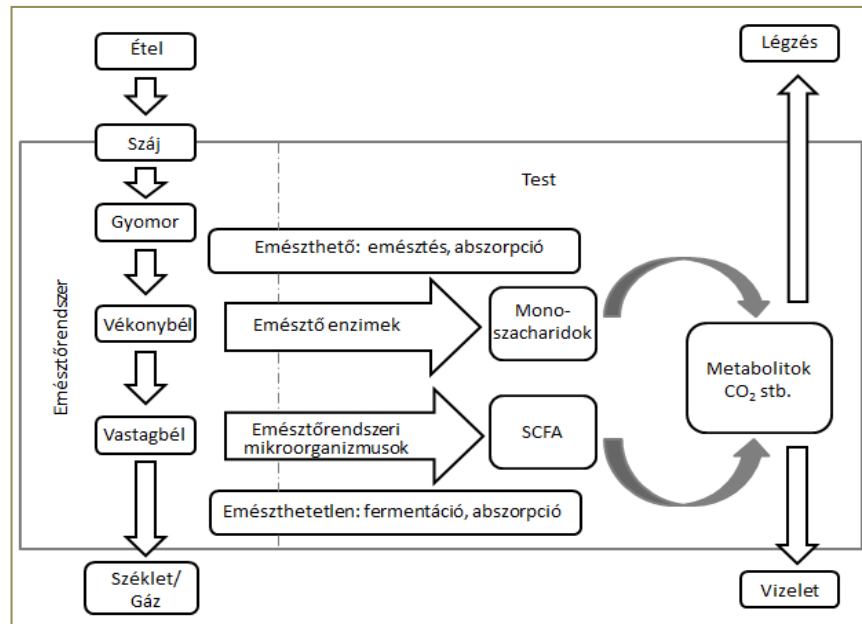 Étel
Légzés
Száj
Test
Gyomor
Emésztőrendszer
Emészthető: emésztés, abszorpció
Vékonybél
Emésztő enzimek
Mono-
szacharidok
Metabolitok
CO₂ stb.
Vastagbél
Emésztőrendszeri
mikroorganizmusok
SCFA
Emészthetetlen: fermentáció, abszorpció
Széklet/
Gáz
Vizelet